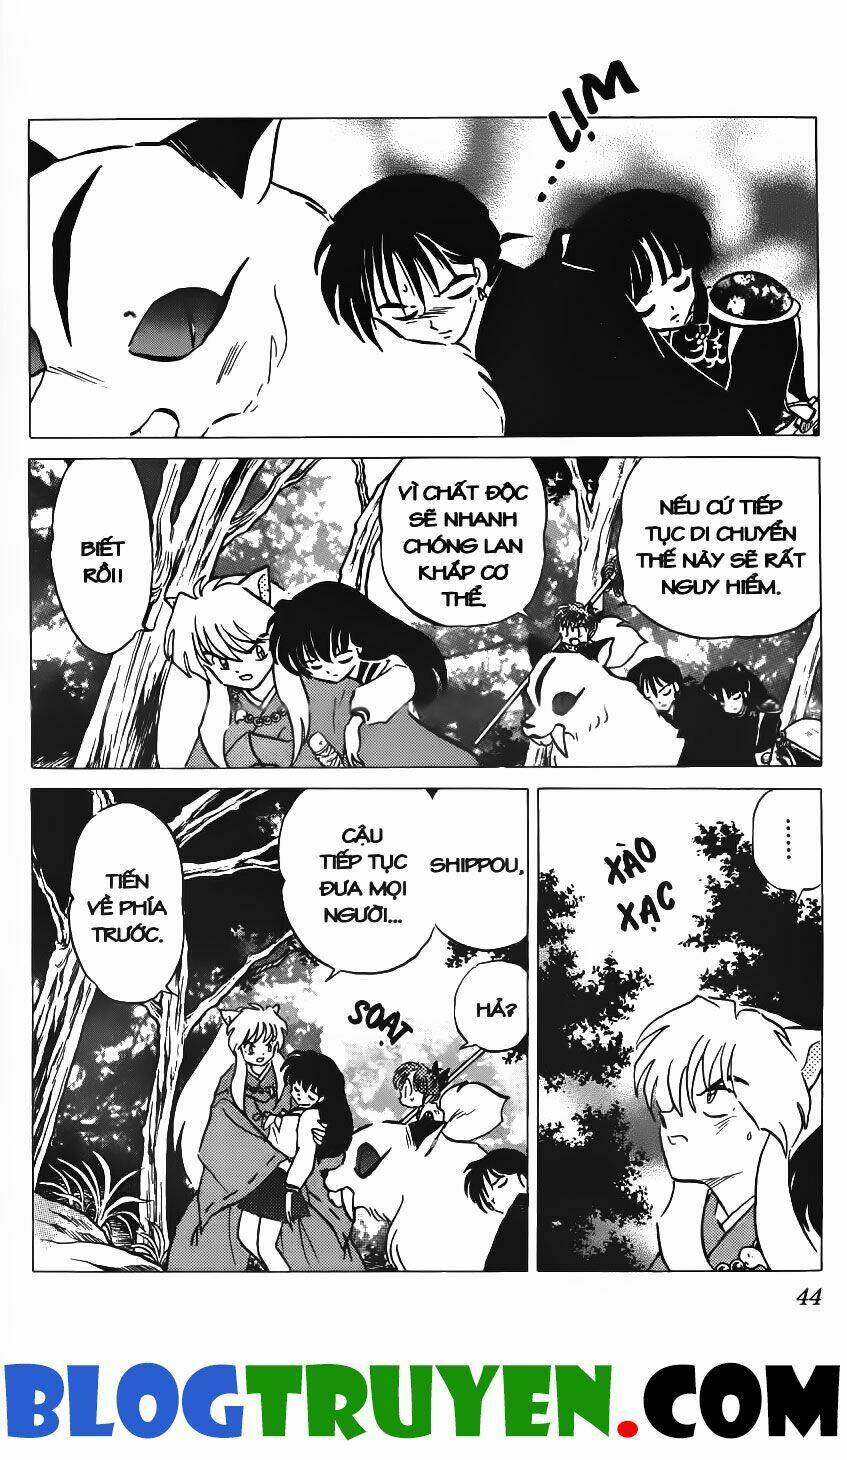 ...LỊM
NẾU CỨ TIẾP
TỤC DI CHUYỂN
THẾ NÀY SẼ RẤT
NGUY HIỂM.
VÌ CHẤT ĐỘC
SẼ NHANH
CHÓNG LAN
KHẮP CƠ
THỂ.
BIẾT
RỒI!
......
XÀO
XẠC
SHIPPOU,
CẬU
TIẾP TỤC
ĐƯA MỌI
NGƯỜI...
HẢ?
SOẠT
TIẾN
VỀ PHÍA
TRƯỚC.
44
BLOGTRUYEN.COM